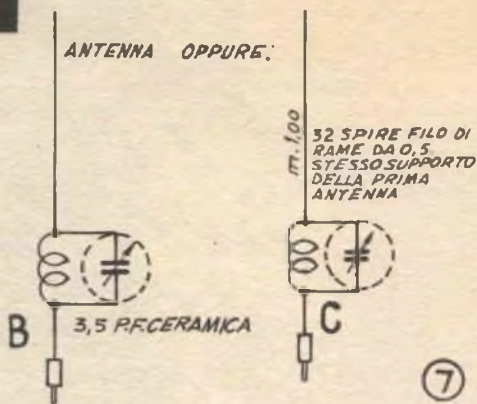 ANTENNA OPPURE:
m. 1,00
32 SPIRE FILO DI
RAME DA 0,5
STESSO SUPPORTO
DELLA PRIMA
ANTENNA
B
3,5 P.F. CERAMICA
C
7